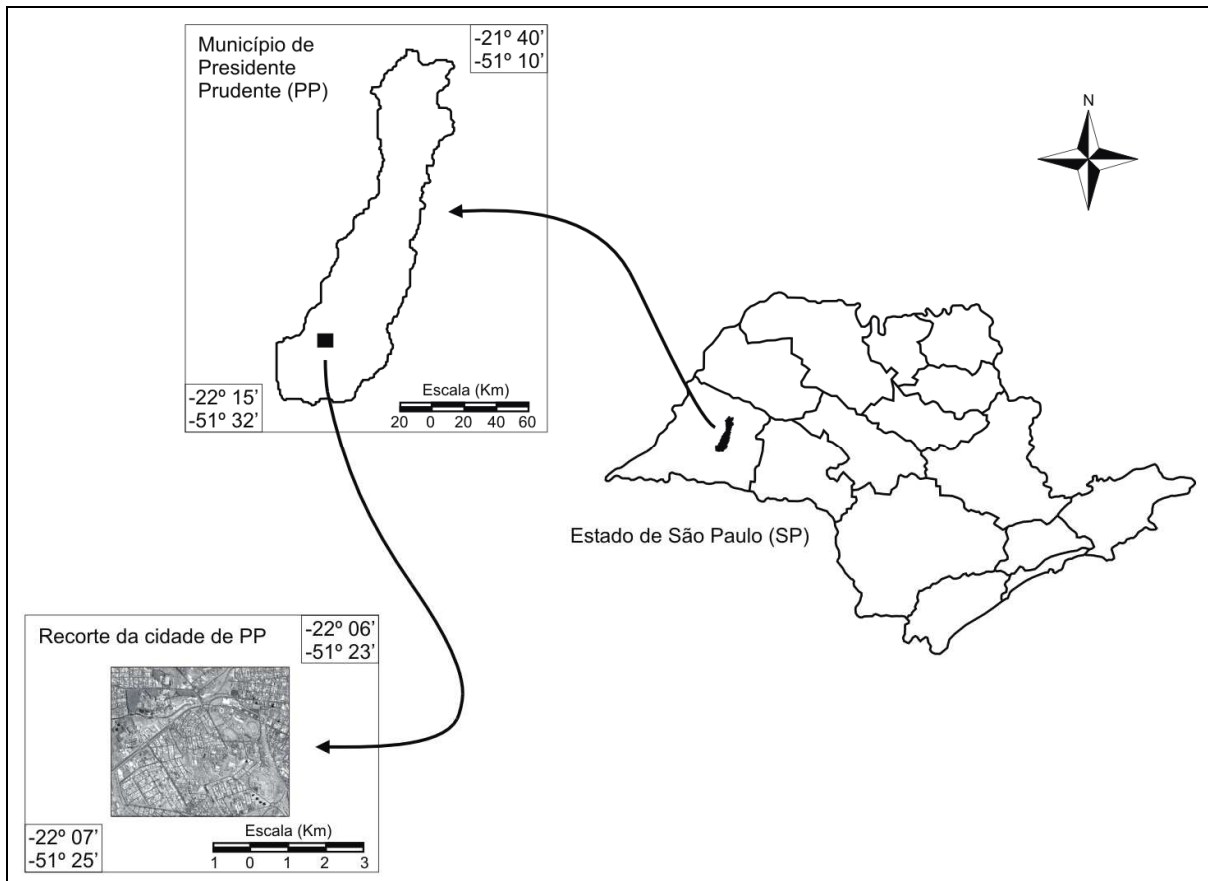 Município de
Presidente
Prudente (PP)
-21º 40’
-51º 10’
-22º 15’
-51º 32’
Escala (Km)
20 0 20 40 60
N
Estado de São Paulo (SP)
Recorte da cidade de PP
-22º 06’
-51º 23’
-22º 07’
-51º 25’
Escala (Km)
1 0 1 2 3